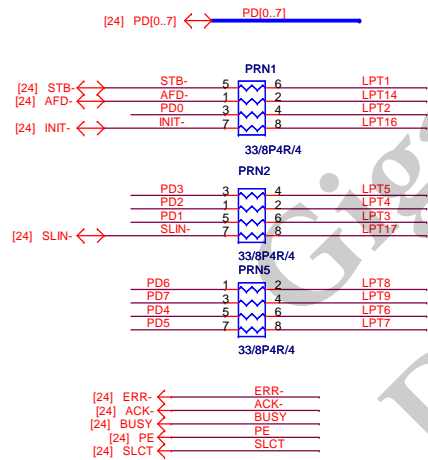 [24] PD[0..7] PD[0..7]
PRN1
[24] STB- STB- 5 6 LPT1
[24] AFD- AFD- 1 2 LPT14
PD0 3 4 LPT2
[24] INIT- INIT- 7 8 LPT16
33/8P4R/4
PRN2
PD3 3 4 LPT5
PD2 1 2 LPT4
PD1 5 6 LPT3
[24] SLIN- SLIN- 7 8 LPT17
33/8P4R/4
PRN5
PD6 1 2 LPT8
PD7 3 4 LPT9
PD4 5 6 LPT6
PD5 7 8 LPT7
33/8P4R/4
[24] ERR- ERR-
[24] ACK- ACK-
[24] BUSY BUSY
[24] PE PE
[24] SLCT SLCT